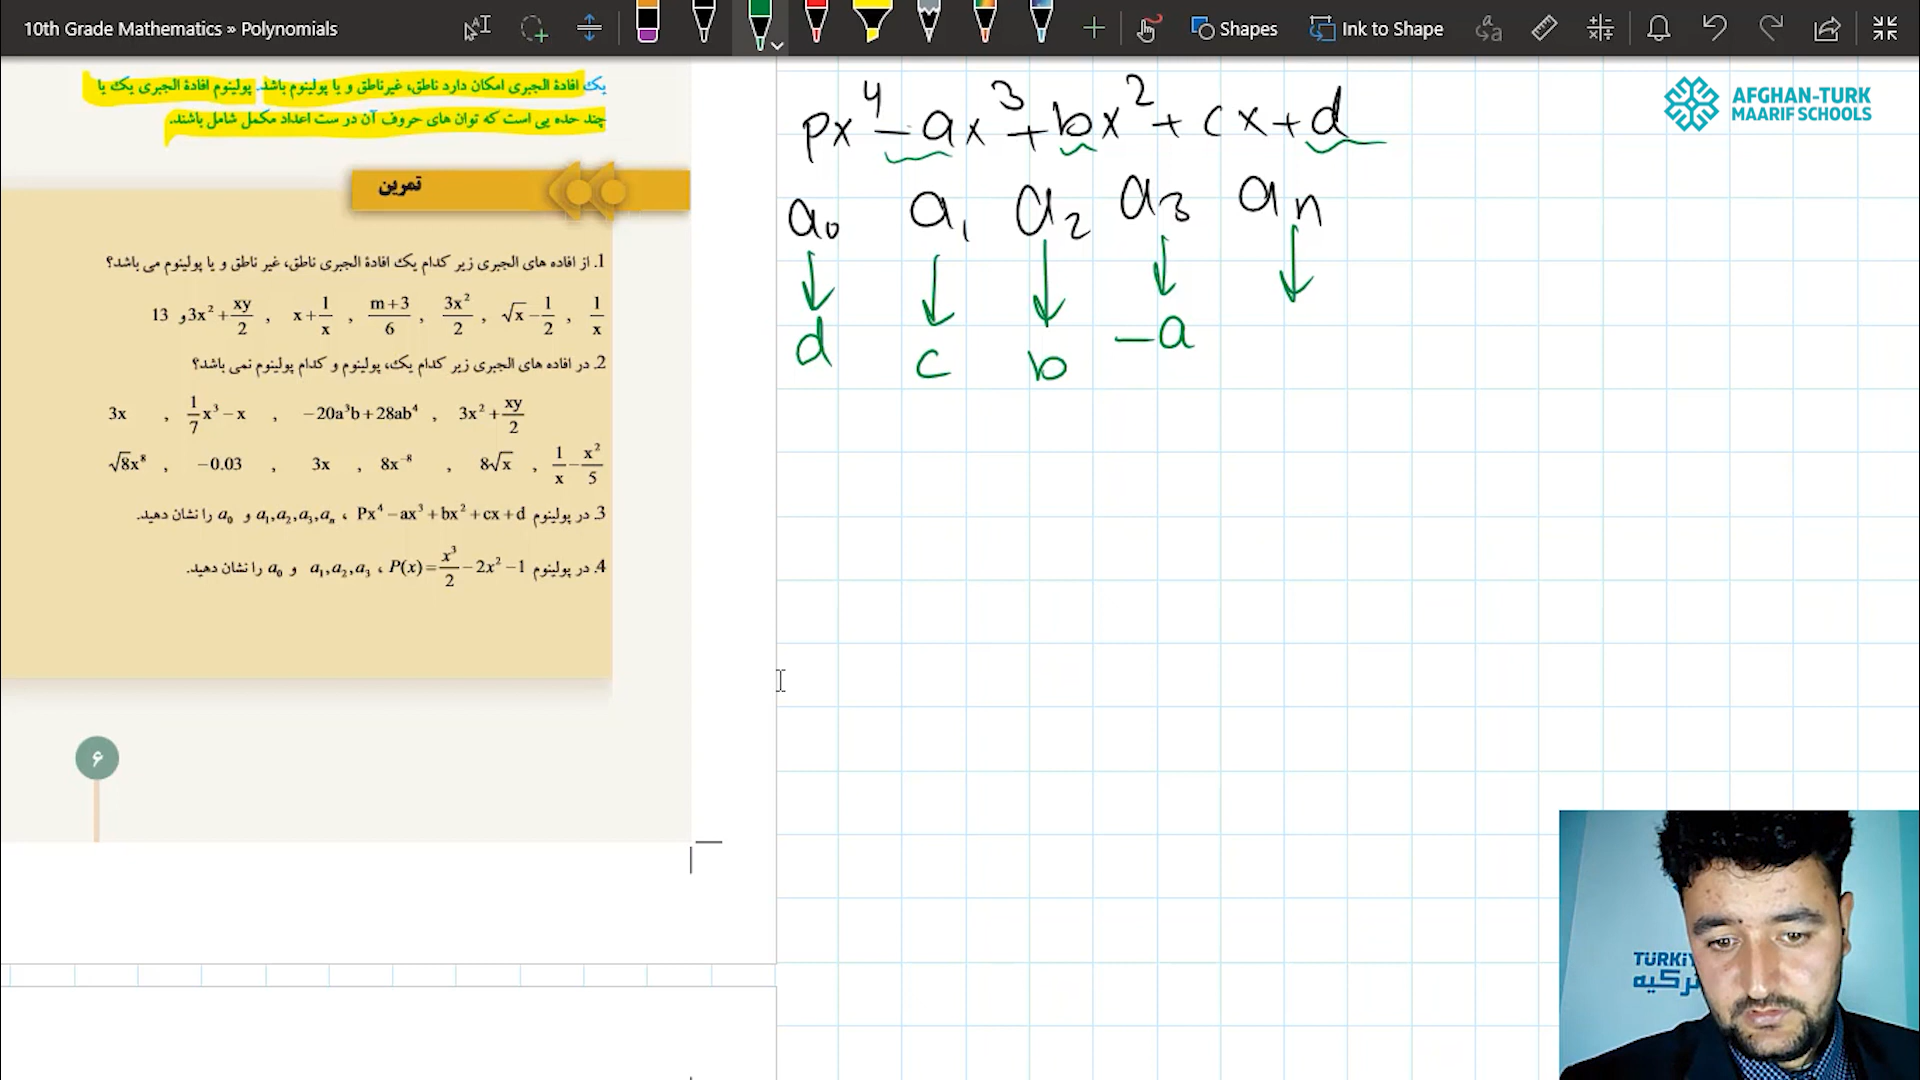 10th Grade Mathematics » Polynomials
Shapes
Ink to Shape
یک افادهٔ الجبری امکان دارد ناطق، غیرناطق و یا پولینوم باشد. پولینوم افادهٔ الجبری یک یا
چند حده یی است که توان های حروف آن در ست اعداد مکمل شامل باشند.
تمرین
1. از افاده های الجبری زیر کدام یک افادهٔ الجبری ناطق، غیر ناطق و یا پولینوم می باشد؟
13 و 3x² + xy/2 , x + 1/x , m+3/6 , 3x²/2 , √x − 1/2 , 1/x
2. در افاده های الجبری زیر کدام یک، پولینوم و کدام پولینوم نمی باشد؟
3x , 1/7 x³ − x , −20a³b + 28ab⁴ , 3x² + xy/2
√8x⁸ , −0.03 , 3x , 8x⁻⁸ , 8√x , 1/x − x²/5
3. در پولینوم Px⁴ − ax³ + bx² + cx + d ، a₁,a₂,a₃,aₙ و a₀ را نشان دهید.
4. در پولینوم P(x) = x³/2 − 2x² − 1 ، a₁,a₂,a₃ و a₀ را نشان دهید.
۶
px⁴ − ax³ + bx² + cx + d
a₀ a₁ a₂ a₃ aₙ
d c b −a
AFGHAN-TURK
MAARIF SCHOOLS
TÜRKİY